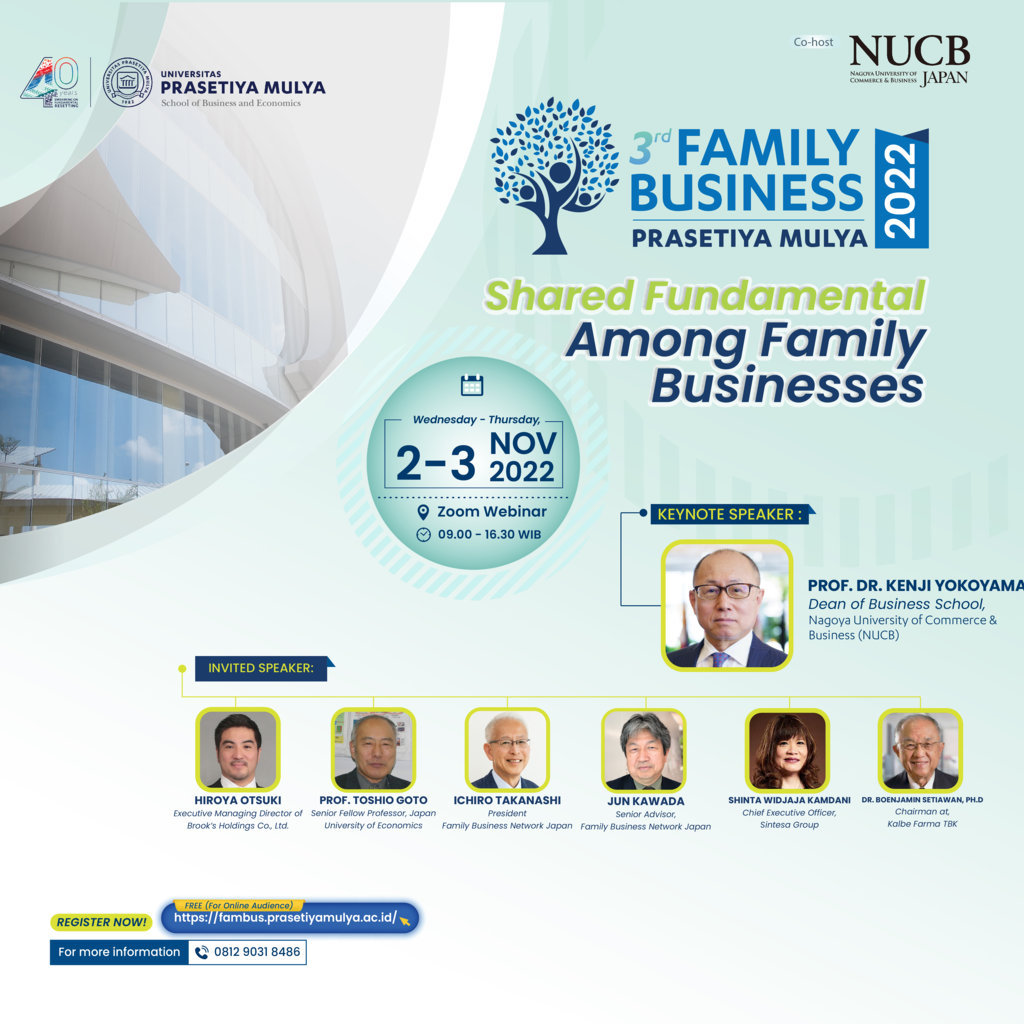 40
years
UNIVERSITAS
PRASETIYA MULYA
School of Business and Economics
UNIVERSITAS PRASETIYA MULYA
1982
Co-host
NUCB
NAGOYA UNIVERSITY OF
COMMERCE & BUSINESS JAPAN
3rd FAMILY
BUSINESS
PRASETIYA MULYA
2022
Shared Fundamental
Among Family
Businesses
Wednesday - Thursday,
2-3 NOV
2022
Zoom Webinar
09.00 - 16.30 WIB
KEYNOTE SPEAKER :
PROF. DR. KENJI YOKOYAMA
Dean of Business School,
Nagoya University of Commerce &
Business (NUCB)
INVITED SPEAKER:
HIROYA OTSUKI
Executive Managing Director of
Brook's Holdings Co., Ltd.
PROF. TOSHIO GOTO
Senior Fellow Professor, Japan
University of Economics
ICHIRO TAKANASHI
President
Family Business Network Japan
JUN KAWADA
Senior Advisor,
Family Business Network Japan
SHINTA WIDJAJA KAMDANI
Chief Executive Officer,
Sintesa Group
DR. BOENJAMIN SETIAWAN, PH.D
Chairman at,
Kalbe Farma TBK
REGISTER NOW!
FREE (For Online Audience)
https://fambus.prasetiyamulya.ac.id/
For more information
0812 9031 8486